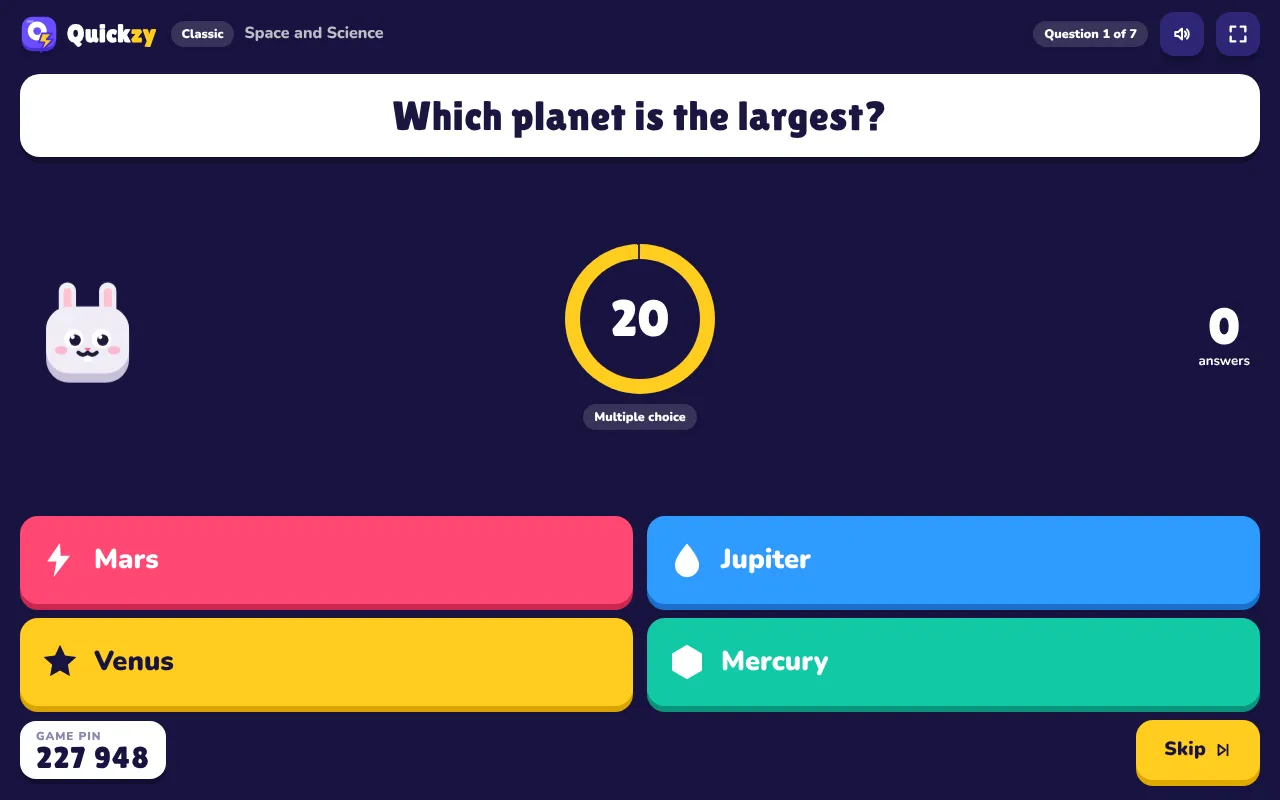 Quickzy
Classic
Space and Science
Question 1 of 7
Which planet is the largest?
20
Multiple choice
0
answers
Mars
Jupiter
Venus
Mercury
GAME PIN
227 948
Skip